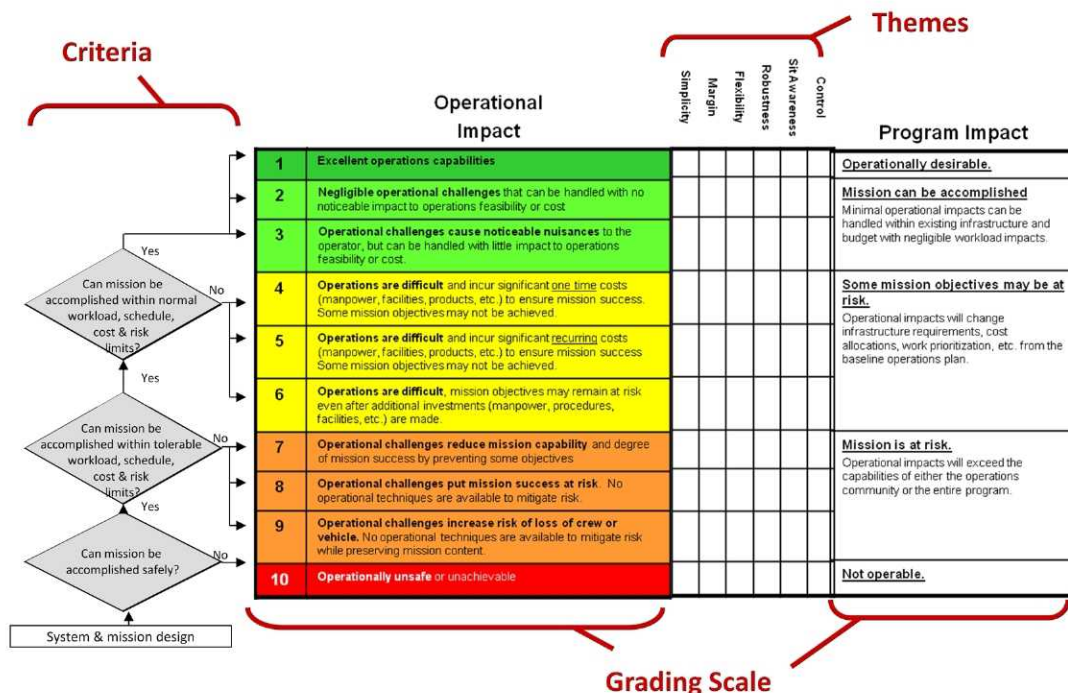 Themes
Criteria
Simplicity
Margin
Flexibility
Robustness
Sit Awareness
Control
Operational
Impact
Program Impact
1
Excellent operations capabilities
Operationally desirable.
2
Negligible operational challenges that can be handled with no
noticeable impact to operations feasibility or cost
Mission can be accomplished
Minimal operational impacts can be
handled within existing infrastructure and
budget with negligible workload impacts.
3
Operational challenges cause noticeable nuisances to
the operator, but can be handled with little impact to operations
feasibility or cost.
Yes
Can mission be
accomplished within normal
workload, schedule,
cost & risk
limits?
No
4
Operations are difficult and incur significant one time costs
(manpower, facilities, products, etc.) to ensure mission success.
Some mission objectives may not be achieved.
Some mission objectives may be at
risk.
Operational impacts will change
infrastructure requirements, cost
allocations, work prioritization, etc. from the
baseline operations plan.
5
Operations are difficult and incur significant recurring costs
(manpower, facilities, products, etc.) to ensure mission success
Some mission objectives may not be achieved.
Yes
6
Operations are difficult, mission objectives may remain at risk
even after additional investments (manpower, procedures,
facilities, etc.) are made.
Can mission be
accomplished within tolerable
workload, schedule,
cost & risk
limits?
No
7
Operational challenges reduce mission capability and degree
of mission success by preventing some objectives
Mission is at risk.
Operational impacts will exceed the
capabilities of either the operations
community or the entire program.
8
Operational challenges put mission success at risk. No
operational techniques are available to mitigate risk.
Yes
9
Operational challenges increase risk of loss of crew or
vehicle. No operational techniques are available to mitigate risk
while preserving mission content.
Can mission be
accomplished safely?
No
10
Operationally unsafe or unachievable
Not operable.
System & mission design
Grading Scale